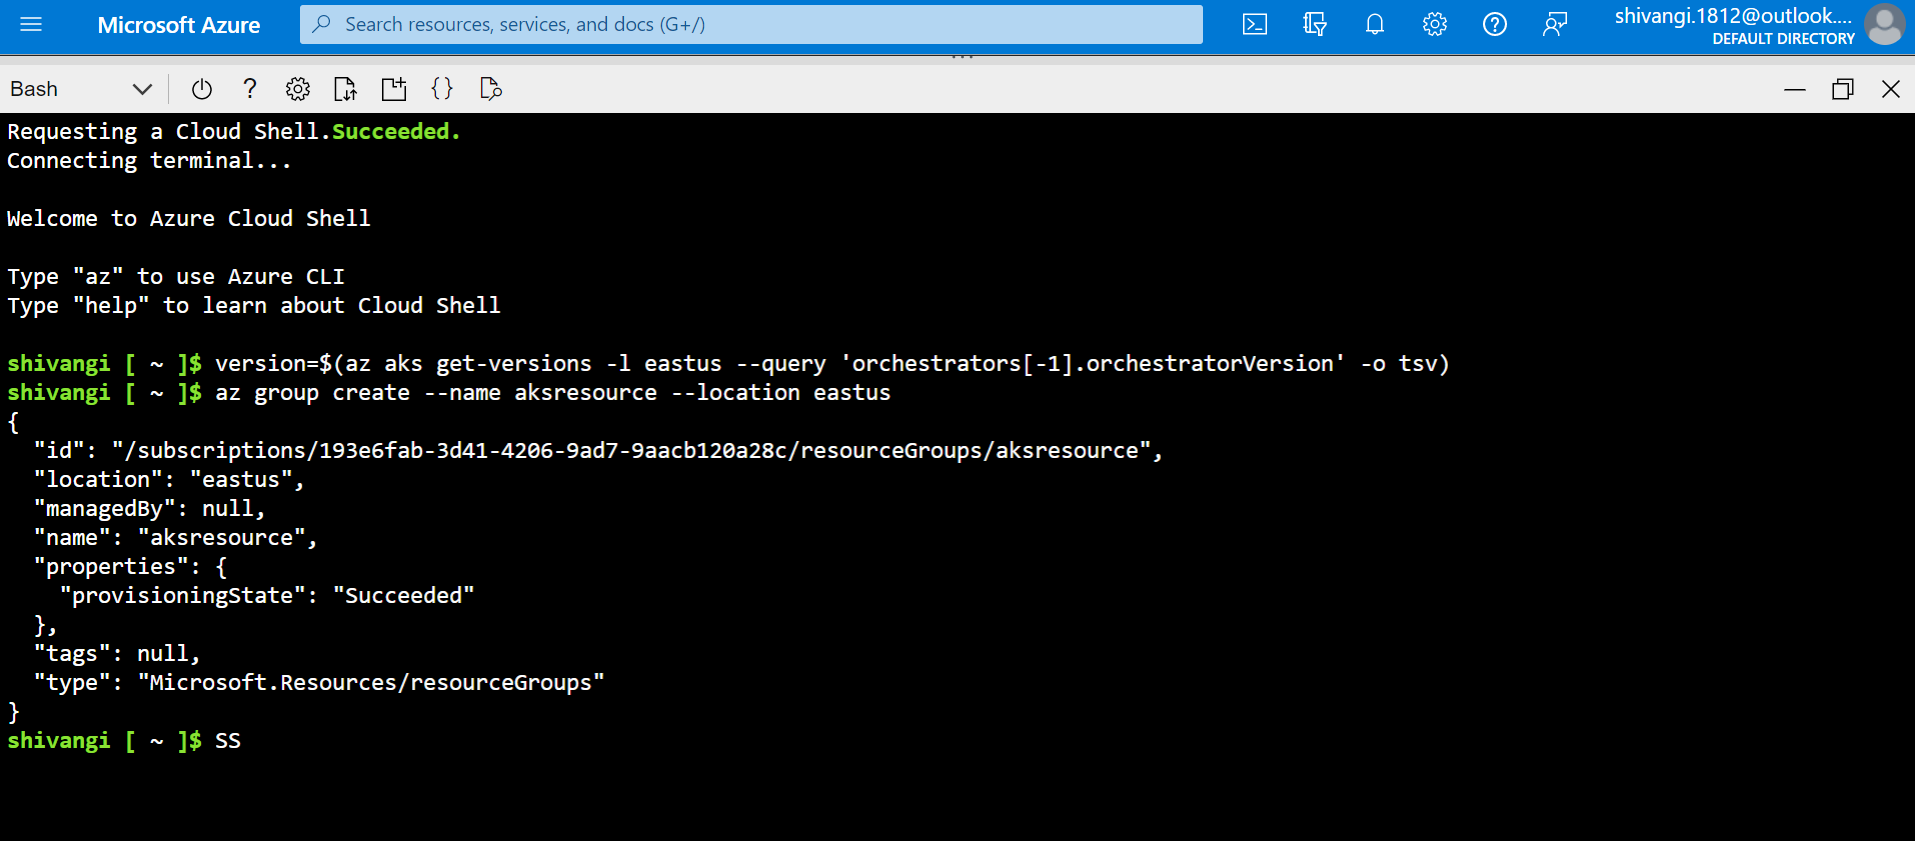 Microsoft Azure
Search resources, services, and docs (G+/)
shivangi.1812@outlook....
DEFAULT DIRECTORY
Bash
Requesting a Cloud Shell.Succeeded.
Connecting terminal...
Welcome to Azure Cloud Shell
Type "az" to use Azure CLI
Type "help" to learn about Cloud Shell
shivangi [ ~ ]$ version=$(az aks get-versions -l eastus --query 'orchestrators[-1].orchestratorVersion' -o tsv)
shivangi [ ~ ]$ az group create --name aksresource --location eastus
{
  "id": "/subscriptions/193e6fab-3d41-4206-9ad7-9aacb120a28c/resourceGroups/aksresource",
  "location": "eastus",
  "managedBy": null,
  "name": "aksresource",
  "properties": {
    "provisioningState": "Succeeded"
  },
  "tags": null,
  "type": "Microsoft.Resources/resourceGroups"
}
shivangi [ ~ ]$ SS